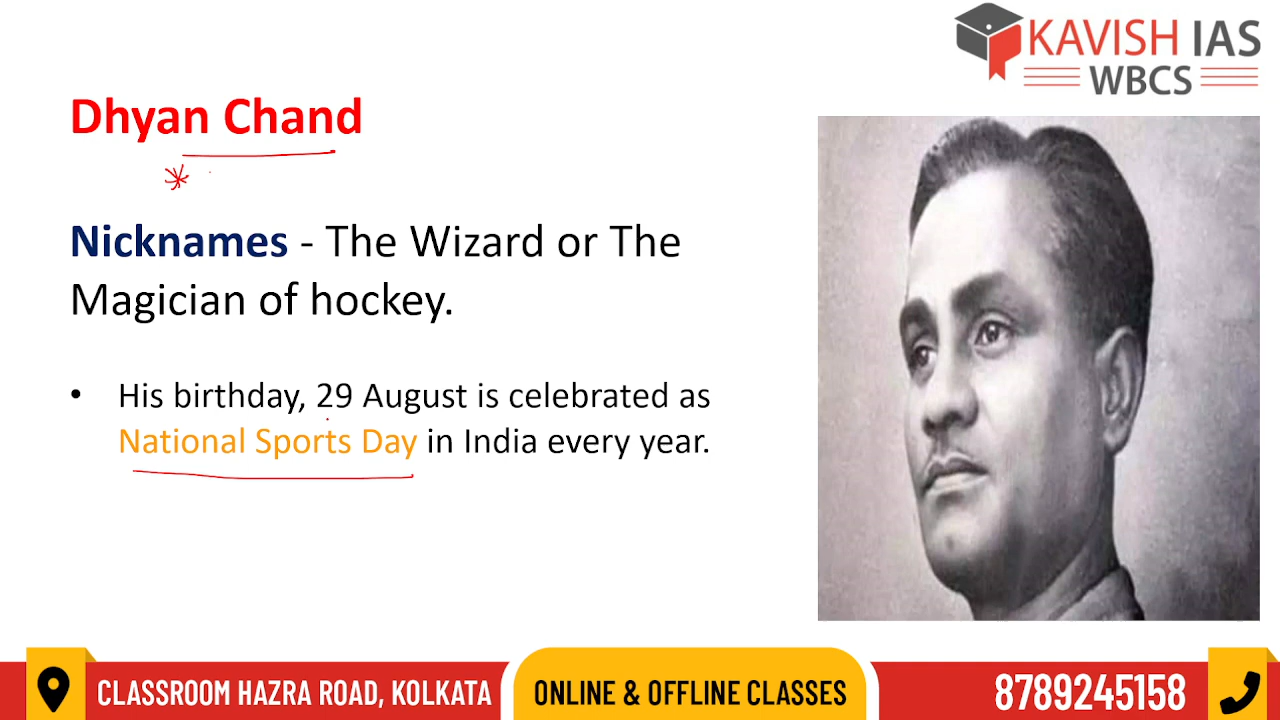 KAVISH IAS
WBCS
Dhyan Chand
Nicknames - The Wizard or The
Magician of hockey.
• His birthday, 29 August is celebrated as
National Sports Day in India every year.
CLASSROOM HAZRA ROAD, KOLKATA
ONLINE & OFFLINE CLASSES
8789245158